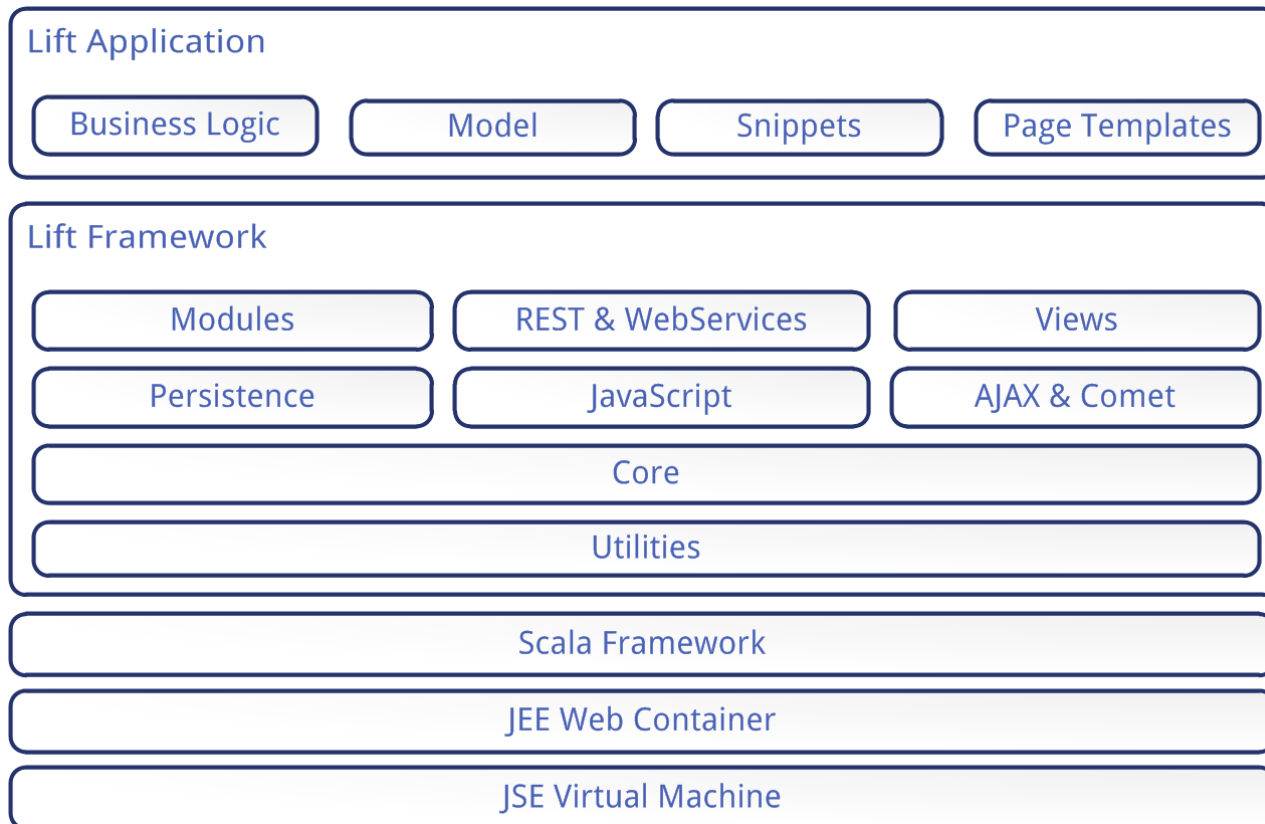 Lift Application
Business Logic Model Snippets Page Templates
Lift Framework
Modules REST & WebServices Views
Persistence JavaScript AJAX & Comet
Core
Utilities
Scala Framework
JEE Web Container
JSE Virtual Machine